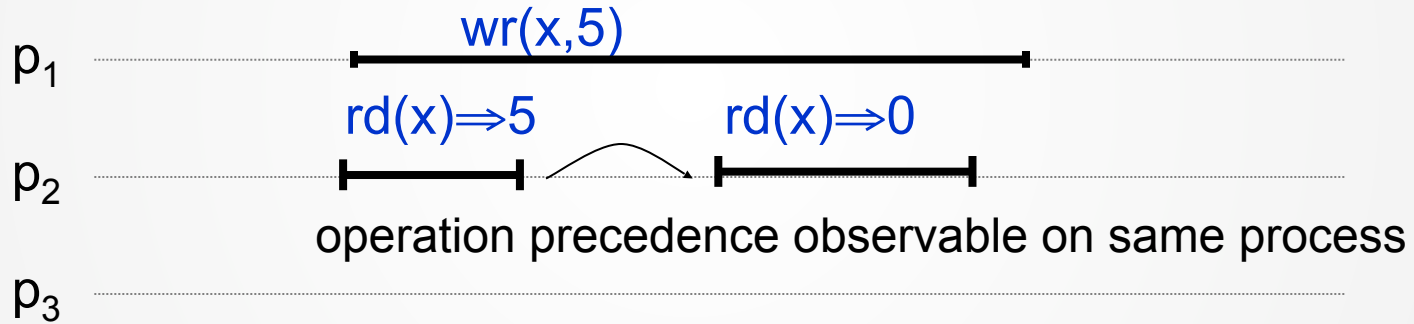 wr(x,5)
p₁
rd(x)⇒5 rd(x)⇒0
p₂
operation precedence observable on same process
p₃